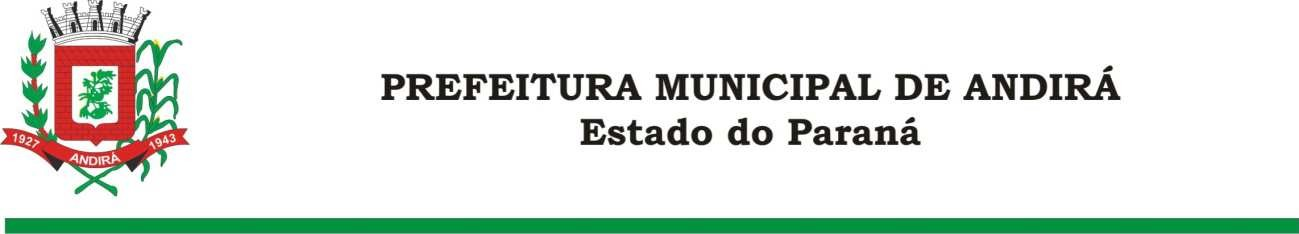 PREFEITURA MUNICIPAL DE ANDIRÁ
Estado do Paraná
1927
ANDIRÁ
1943